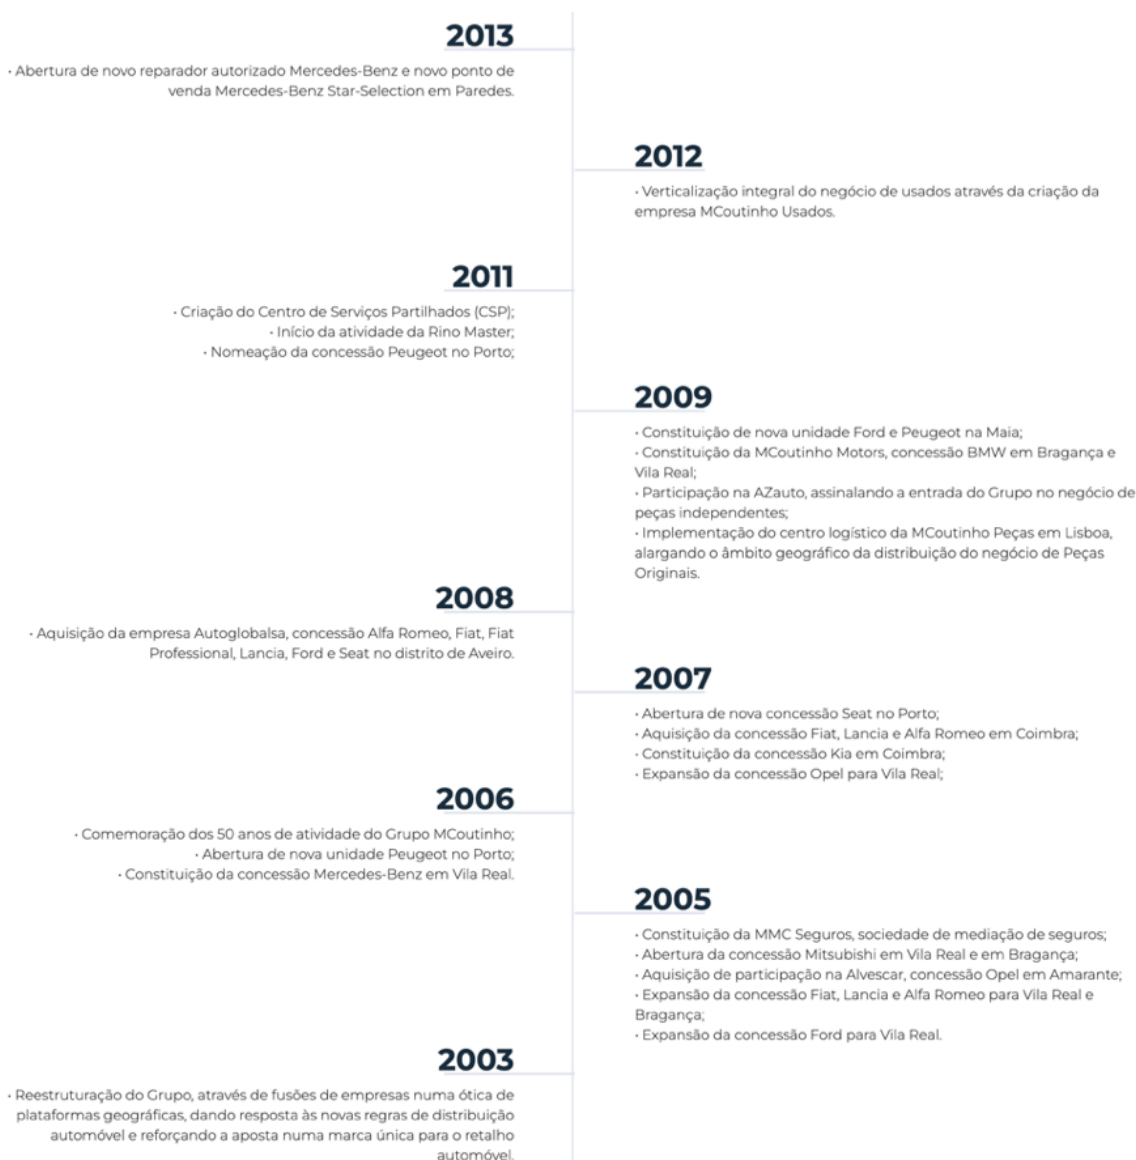 2013
• Abertura de novo reparador autorizado Mercedes-Benz e novo ponto de
venda Mercedes-Benz Star-Selection em Paredes.
2012
• Verticalização integral do negócio de usados através da criação da
empresa MCoutinho Usados.
2011
• Criação do Centro de Serviços Partilhados (CSP);
• Início da atividade da Rino Master;
• Nomeação da concessão Peugeot no Porto;
2009
• Constituição de nova unidade Ford e Peugeot na Maia;
• Constituição da MCoutinho Motors, concessão BMW em Bragança e
Vila Real;
• Participação na AZauto, assinalando a entrada do Grupo no negócio de
peças independentes;
• Implementação do centro logístico da MCoutinho Peças em Lisboa,
alargando o âmbito geográfico da distribuição do negócio de Peças
Originais.
2008
• Aquisição da empresa Autoglobalsa, concessão Alfa Romeo, Fiat, Fiat
Professional, Lancia, Ford e Seat no distrito de Aveiro.
2007
• Abertura de nova concessão Seat no Porto;
• Aquisição da concessão Fiat, Lancia e Alfa Romeo em Coimbra;
• Constituição da concessão Kia em Coimbra;
• Expansão da concessão Opel para Vila Real;
2006
• Comemoração dos 50 anos de atividade do Grupo MCoutinho;
• Abertura de nova unidade Peugeot no Porto;
• Constituição da concessão Mercedes-Benz em Vila Real.
2005
• Constituição da MMC Seguros, sociedade de mediação de seguros;
• Abertura da concessão Mitsubishi em Vila Real e em Bragança;
• Aquisição de participação na Alvescar, concessão Opel em Amarante;
• Expansão da concessão Fiat, Lancia e Alfa Romeo para Vila Real e
Bragança;
• Expansão da concessão Ford para Vila Real.
2003
• Reestruturação do Grupo, através de fusões de empresas numa ótica de
plataformas geográficas, dando resposta às novas regras de distribuição
automóvel e reforçando a aposta numa marca única para o retalho
automóvel.